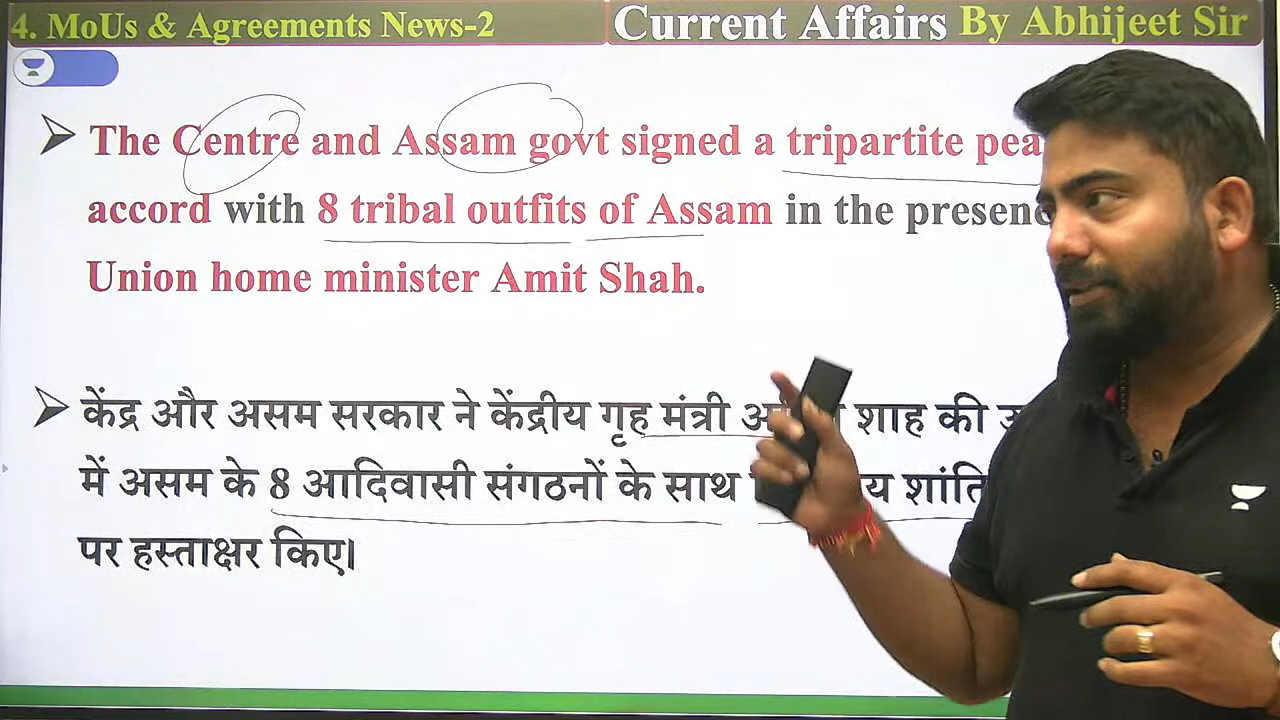 4. MoUs & Agreements News-2
Current Affairs By Abhijeet Sir
The Centre and Assam govt signed a tripartite
accord with 8 tribal outfits of Assam in the
Union home minister Amit Shah.
केंद्र और असम सरकार ने केंद्रीय गृह मंत्री शाह की
में असम के 8 आदिवासी संगठनों के साथ
पर हस्ताक्षर किए।